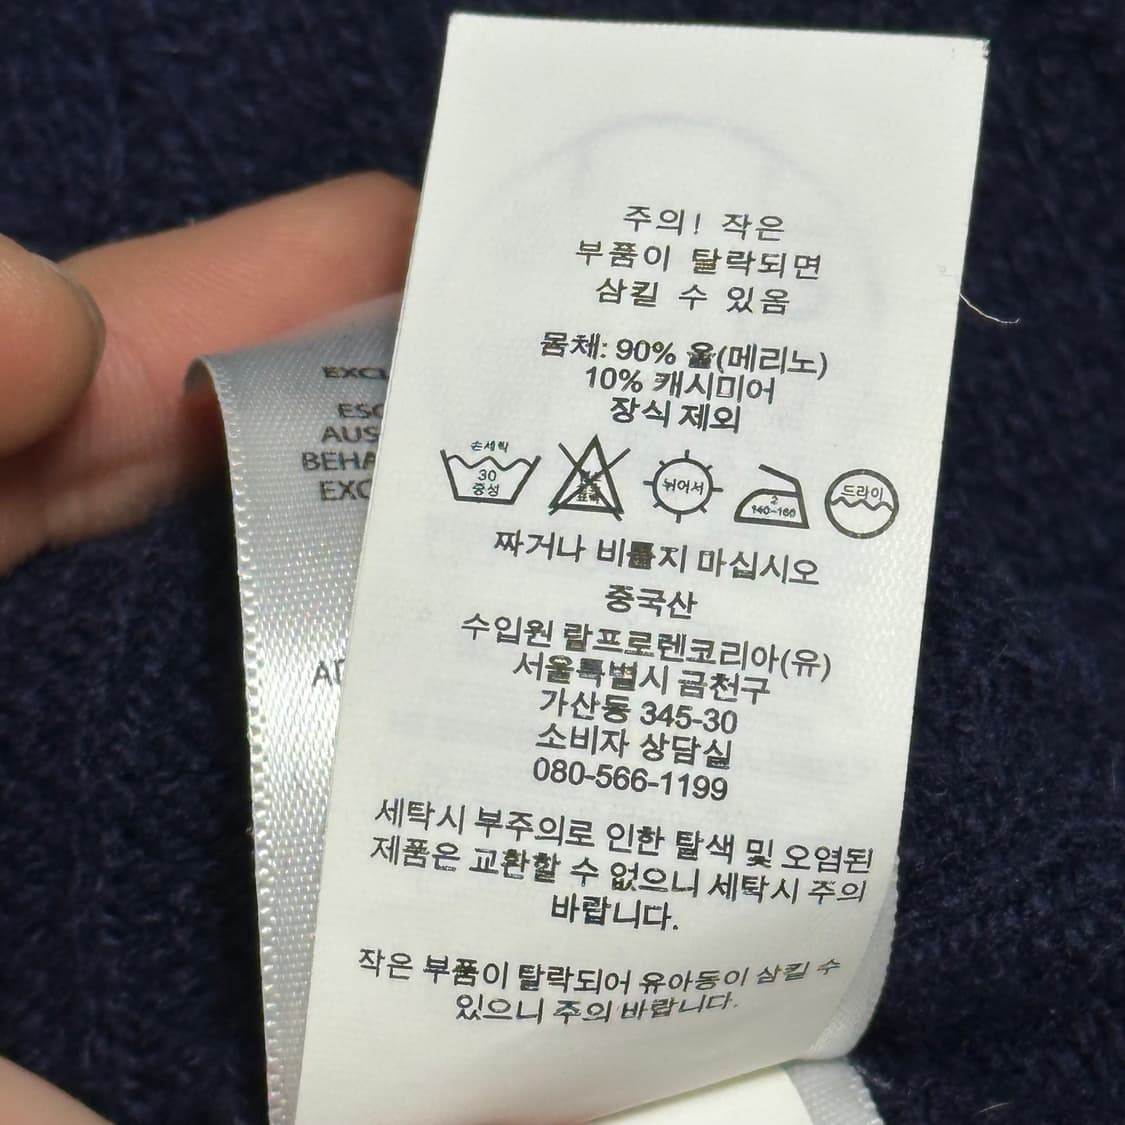 주의! 작은
부품이 탈락되면
삼킬 수 있음
몸체: 90% 울(메리노)
10% 캐시미어
장식 제외
손세탁
30
중성
뉘어서
2
140-160
드라이
짜거나 비틀지 마십시오
중국산
수입원 랄프로렌코리아(유)
서울특별시 금천구
가산동 345-30
소비자 상담실
080-566-1199
세탁시 부주의로 인한 탈색 및 오염된
제품은 교환할 수 없으니 세탁시 주의
바랍니다.
작은 부품이 탈락되어 유아동이 삼킬 수
있으니 주의 바랍니다.